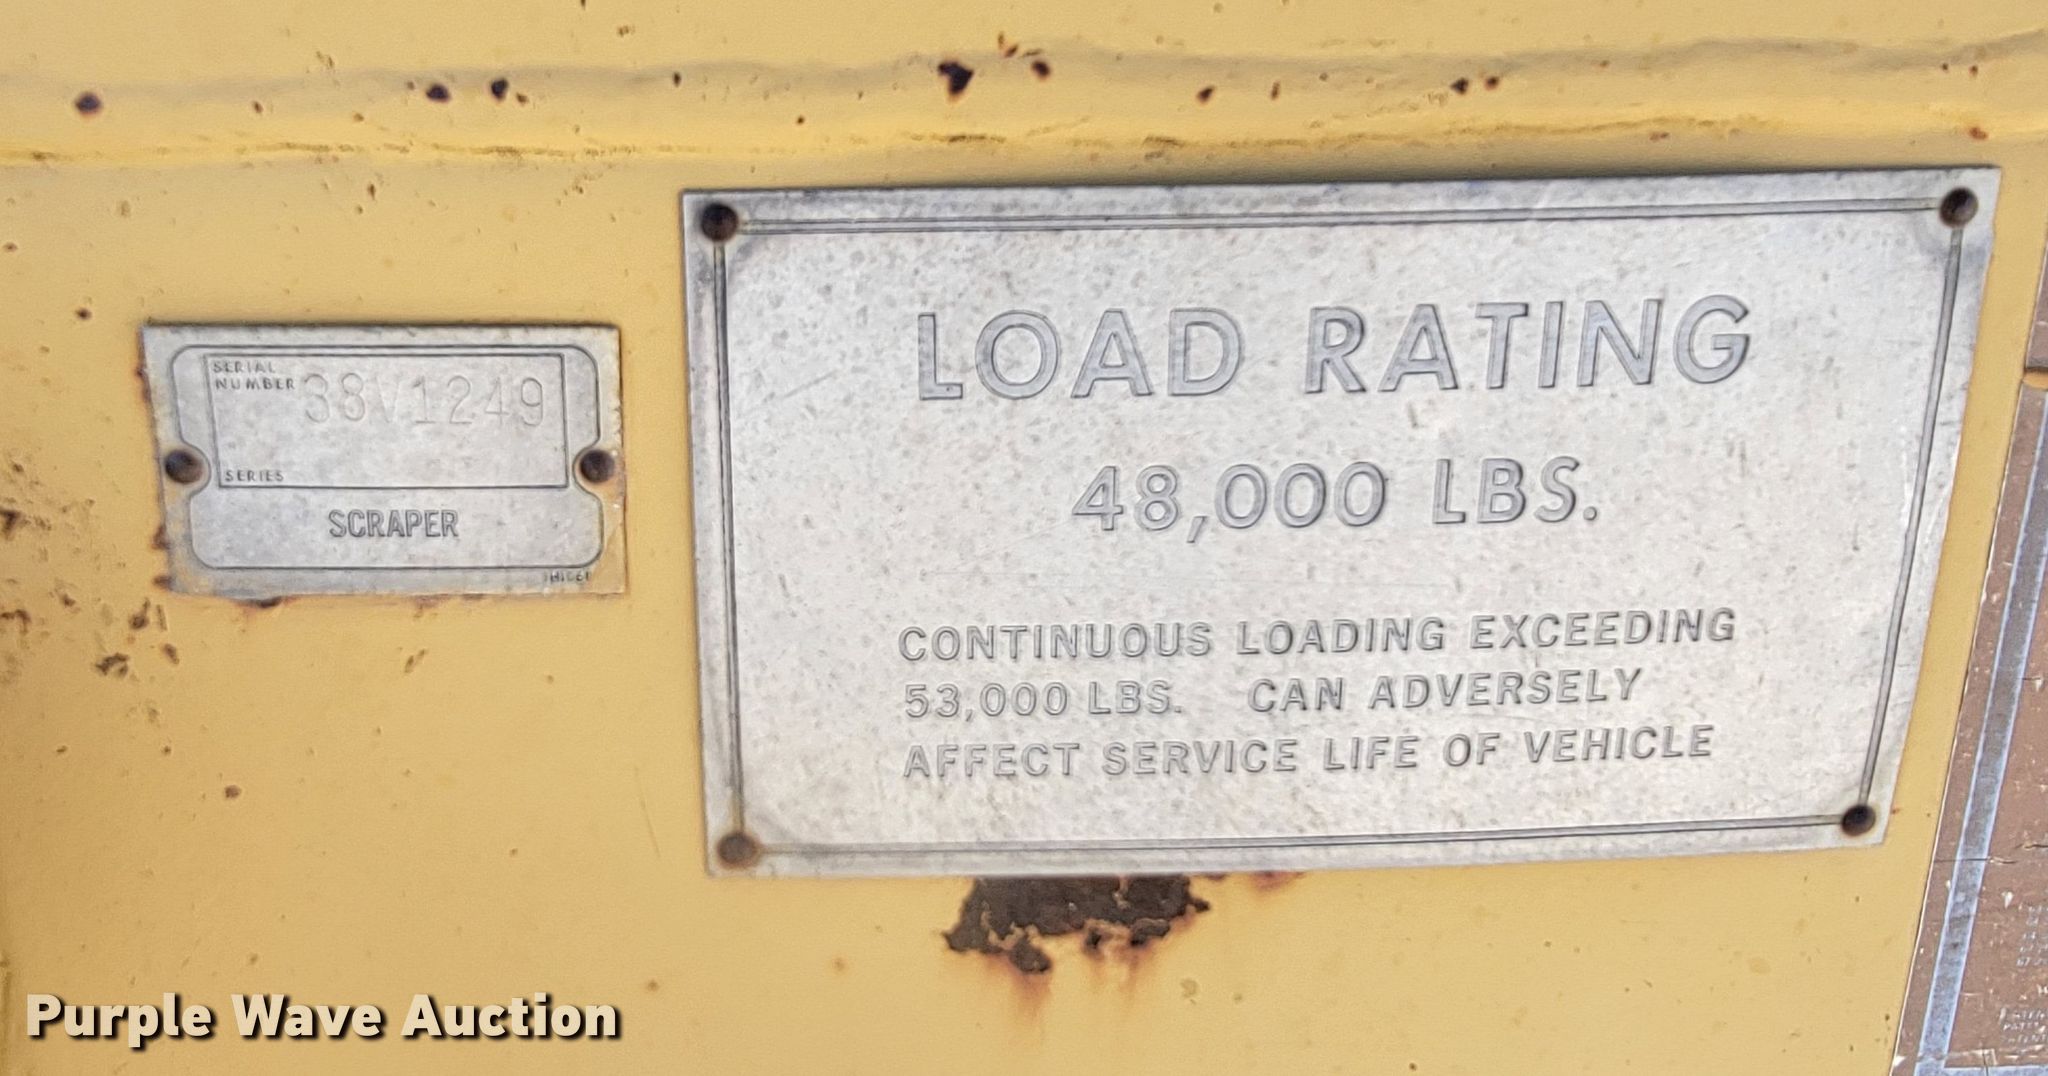 SERIAL
NUMBER 38V1249
SERIES
SCRAPER
LOAD RATING
48,000 LBS.
CONTINUOUS LOADING EXCEEDING
53,000 LBS. CAN ADVERSELY
AFFECT SERVICE LIFE OF VEHICLE
Purple Wave Auction